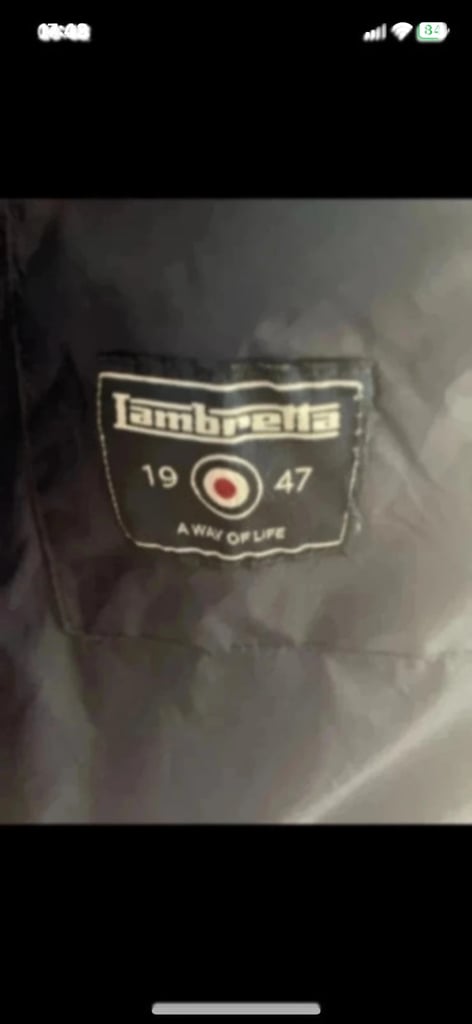 84
Lambretta
19 47
A WAY OF LIFE